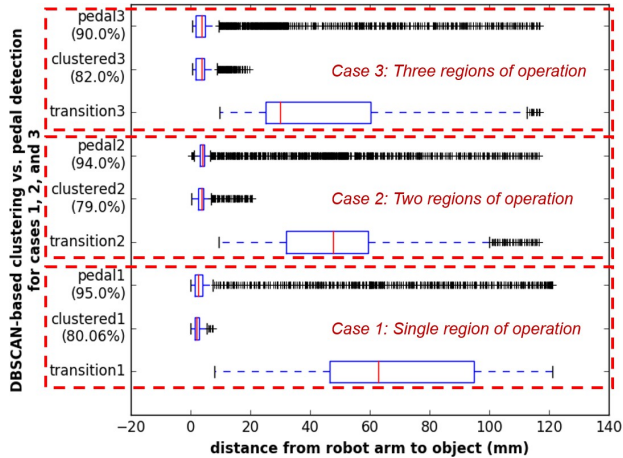 DBSCAN-based clustering vs. pedal detection
for cases 1, 2, and 3
pedal3
(90.0%)
clustered3
(82.0%)
Case 3: Three regions of operation
transition3
pedal2
(94.0%)
clustered2
(79.0%)
Case 2: Two regions of operation
transition2
pedal1
(95.0%)
clustered1
(80.06%)
Case 1: Single region of operation
transition1
−20 0 20 40 60 80 100 120 140
distance from robot arm to object (mm)